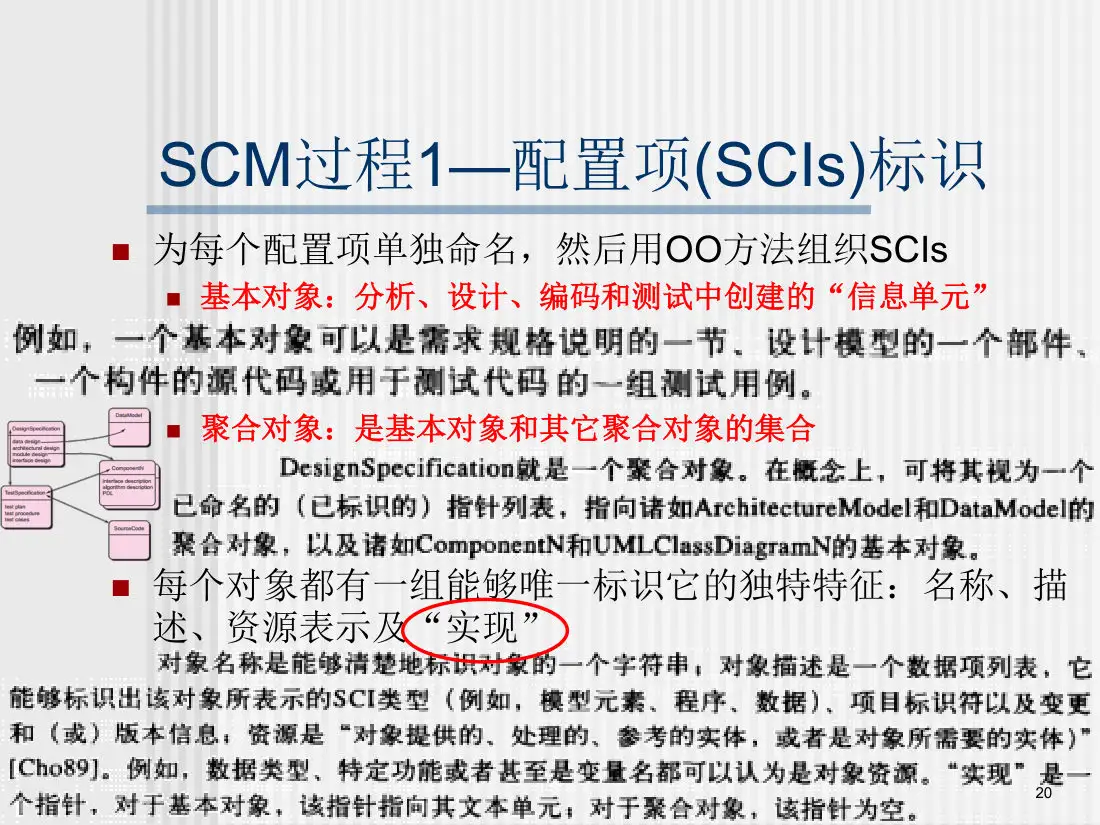 SCM过程1—配置项(SCIs)标识
为每个配置项单独命名，然后用OO方法组织SCIs
基本对象：分析、设计、编码和测试中创建的“信息单元”
例如，一个基本对象可以是需求规格说明的一节、设计模型的一个部件、
一个构件的源代码或用于测试代码的一组测试用例。
聚合对象：是基本对象和其它聚合对象的集合
DesignSpecification就是一个聚合对象。在概念上，可将其视为一个
已命名的（已标识的）指针列表，指向诸如ArchitectureModel和DataModel的
聚合对象，以及诸如ComponentN和UMLClassDiagramN的基本对象。
DataModel
DesignSpecification
data design
architectural design
module design
interface design
ComponentN
interface description
algorithm description
PDL
TestSpecification
test plan
test procedure
test cases
SourceCode
每个对象都有一组能够唯一标识它的独特特征：名称、描
述、资源表示及“实现”
对象名称是能够清楚地标识对象的一个字符串；对象描述是一个数据项列表，它
能够标识出该对象所表示的SCI类型（例如，模型元素、程序、数据）、项目标识符以及变更
和（或）版本信息；资源是“对象提供的、处理的、参考的实体，或者是对象所需要的实体）”
[Cho89]。例如，数据类型、特定功能或者甚至是变量名都可以认为是对象资源。“实现”是一
个指针，对于基本对象，该指针指向其文本单元；对于聚合对象，该指针为空。
20